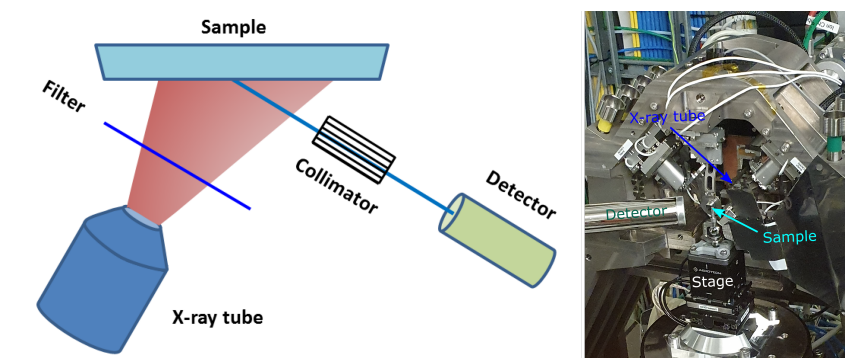 Sample
Filter
Collimator
Detector
X-ray tube
X-ray tube
Detector
Sample
Stage